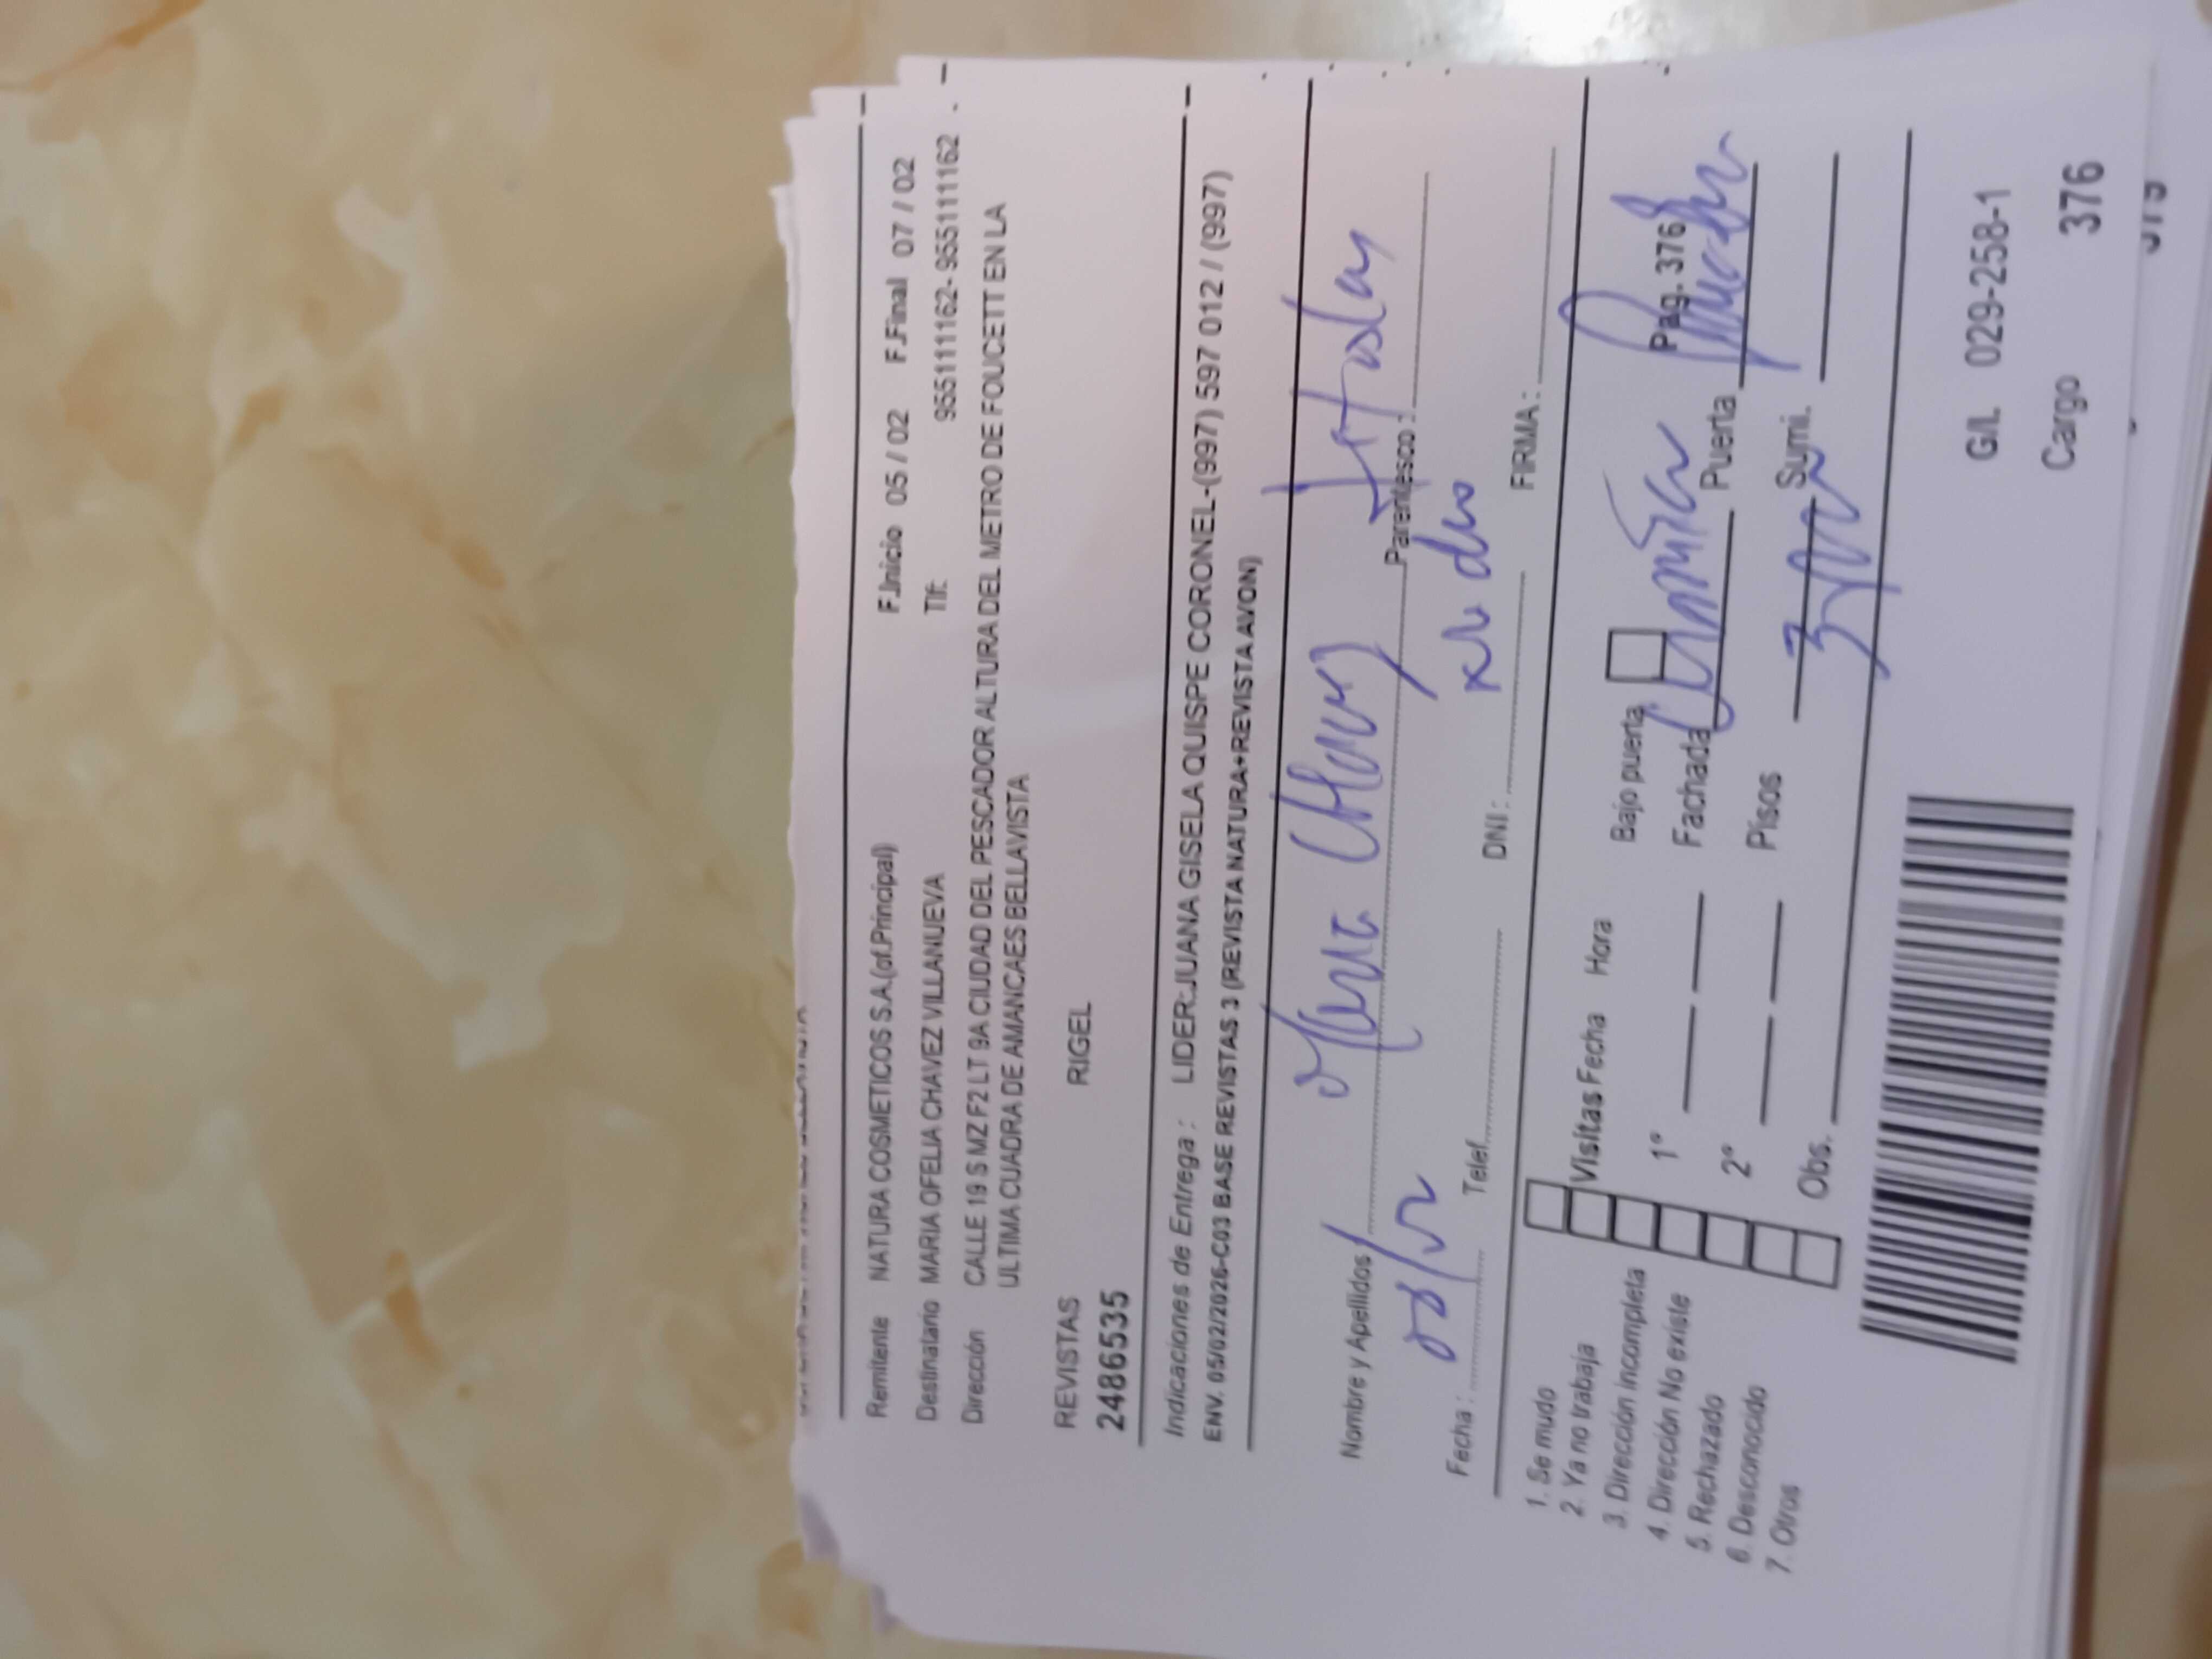 Remitente NATURA COSMETICOS S.A.(of.Principal) F.Inicio 05 / 02 F.Final 07 / 02
Destinatario MARIA OFELIA CHAVEZ VILLANUEVA Tlf: 955111162- 955111162 .
Dirección CALLE 19 S MZ F2 LT 9A CIUDAD DEL PESCADOR ALTURA DEL METRO DE FOUCETT EN LA
ULTIMA CUADRA DE AMANCAES BELLAVISTA
REVISTAS RIGEL
2486535
Indicaciones de Entrega : LIDER:JUANA GISELA QUISPE CORONEL-(997) 597 012 / (997)
ENV. 05/02/2026-C03 BASE REVISTAS 3 (REVISTA NATURA+REVISTA AVON)
Nombre y Apellidos Parentesco :
Fecha : Telef. DNI : FIRMA :
1. Se mudo
2. Ya no trabaja
3. Dirección incompleta
4. Dirección No existe
5. Rechazado
6. Desconocido
7. Otros
Visitas Fecha Hora Bajo puerta Pag. 376
1° Fachada Puerta
2° Pisos Sumi.
Obs.
G/L 029-258-1
Cargo 376